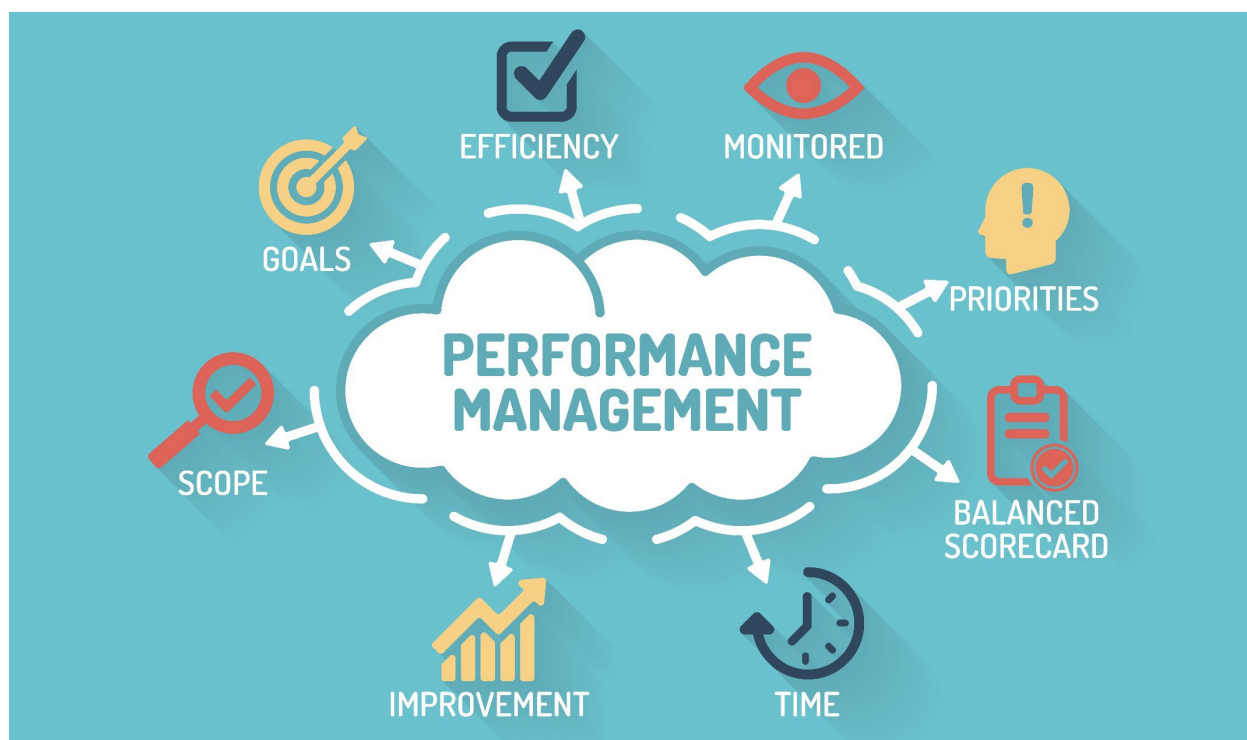 EFFICIENCY
MONITORED
GOALS
PRIORITIES
PERFORMANCE
MANAGEMENT
SCOPE
BALANCED
SCORECARD
IMPROVEMENT
TIME